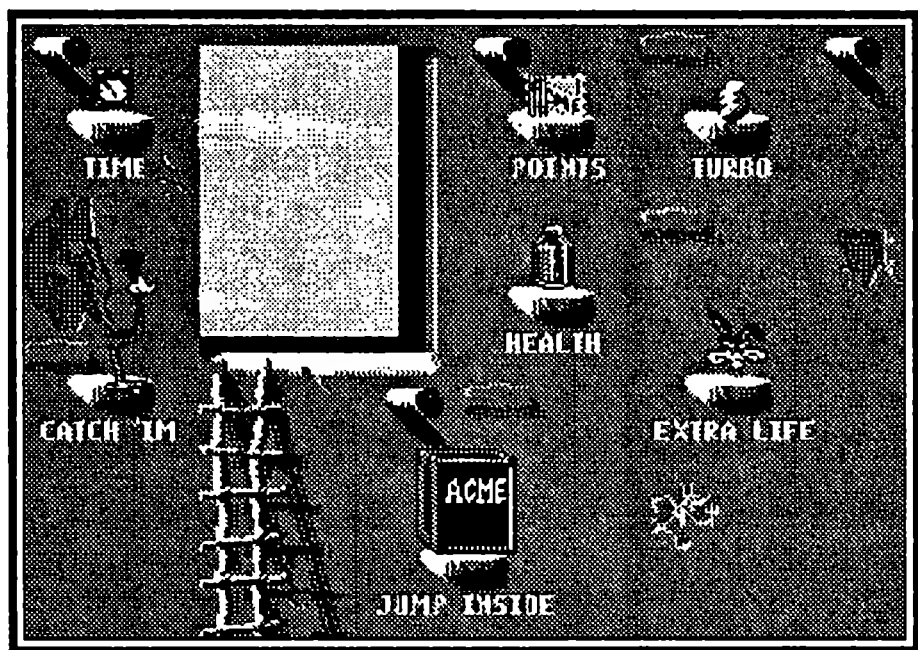 TIME
POINTS
TURBO
HEALTH
CATCH 'IM
EXTRA LIFE
ACME
JUMP INSIDE